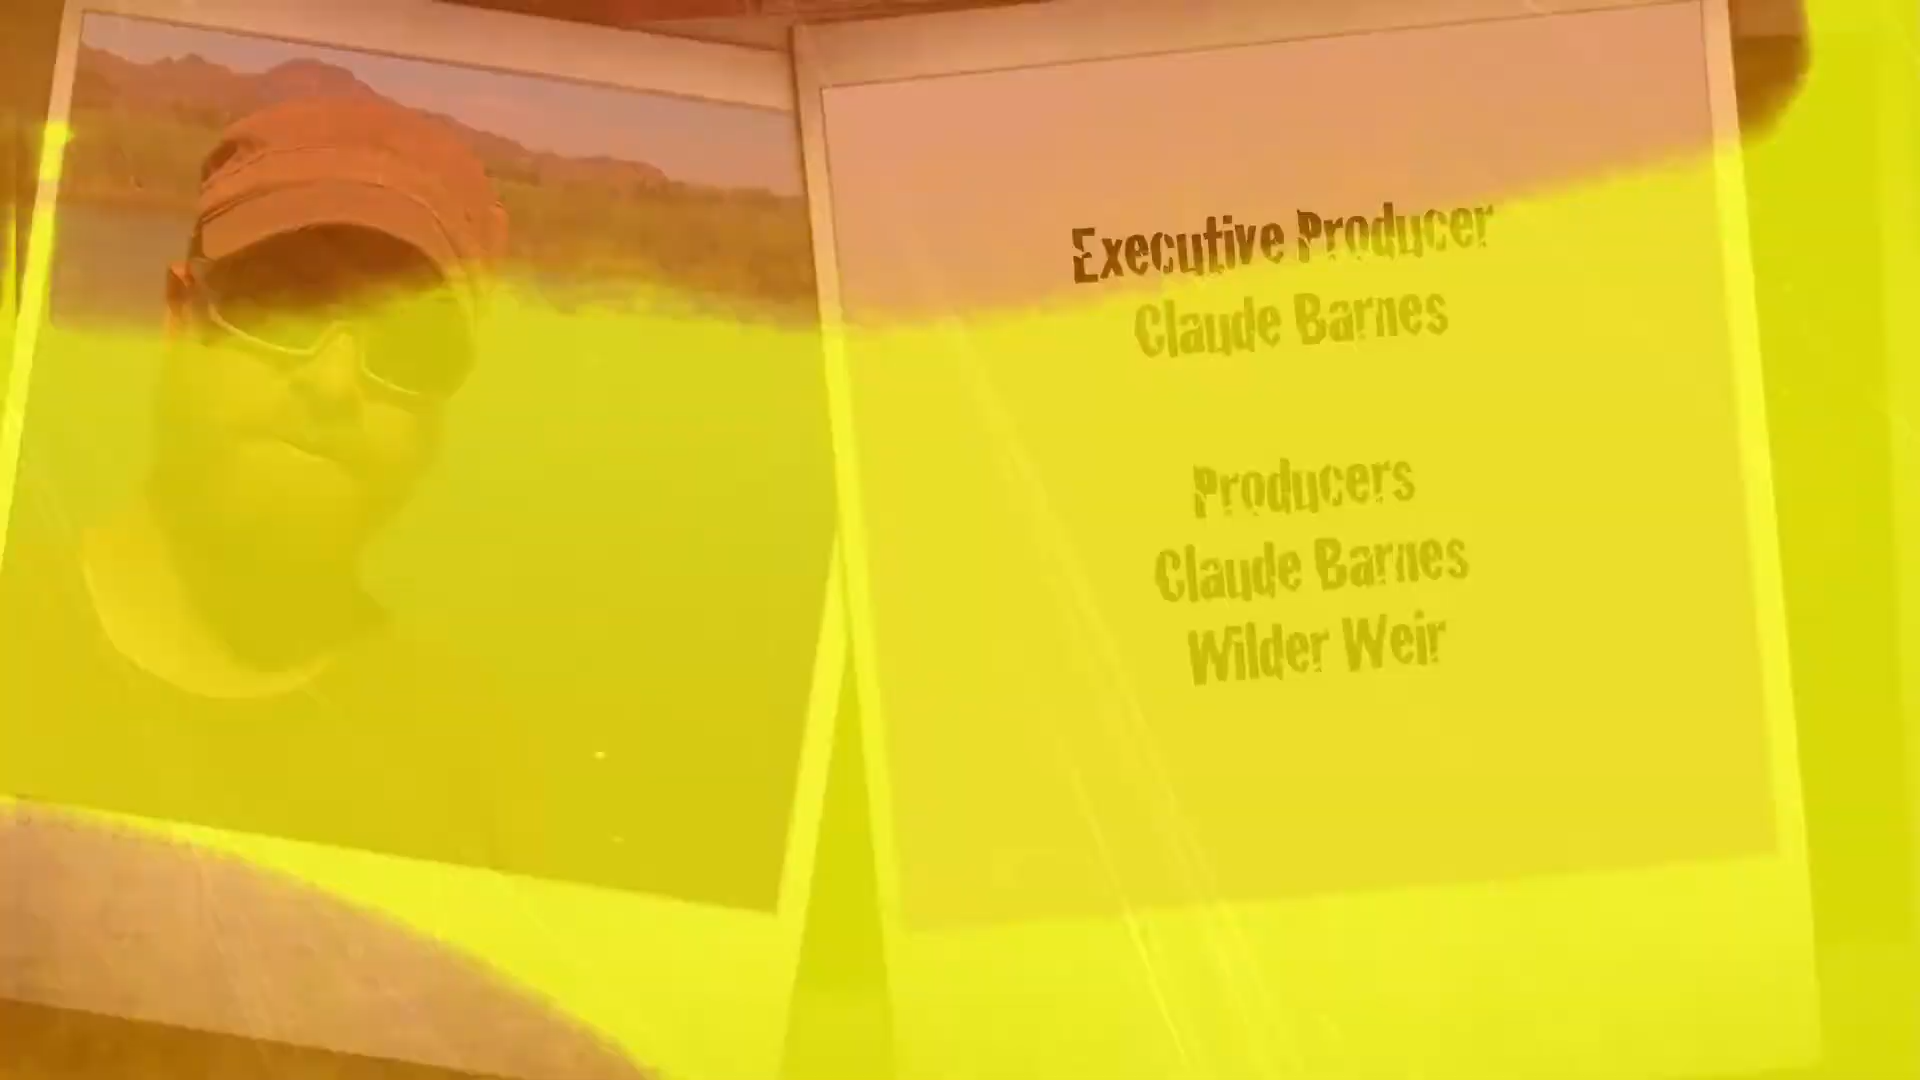 Executive Producer
Claude Barnes
Producers
Claude Barnes
Wilder Weir